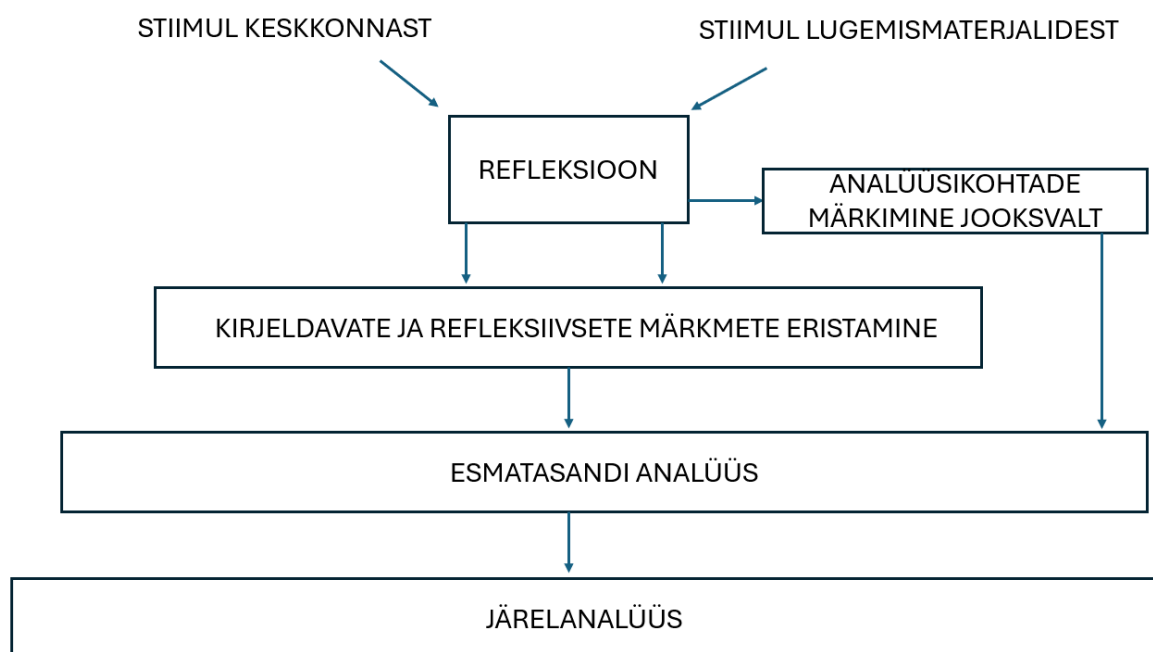 STIIMUL KESKKONNAST
STIIMUL LUGEMISMATERJALIDEST
REFLEKSIOON
ANALÜÜSIKOHTADE
MÄRKIMINE JOOKSVALT
KIRJELDAVATE JA REFLEKSIIVSETE MÄRKMETE ERISTAMINE
ESMATASANDI ANALÜÜS
JÄRELANALÜÜS